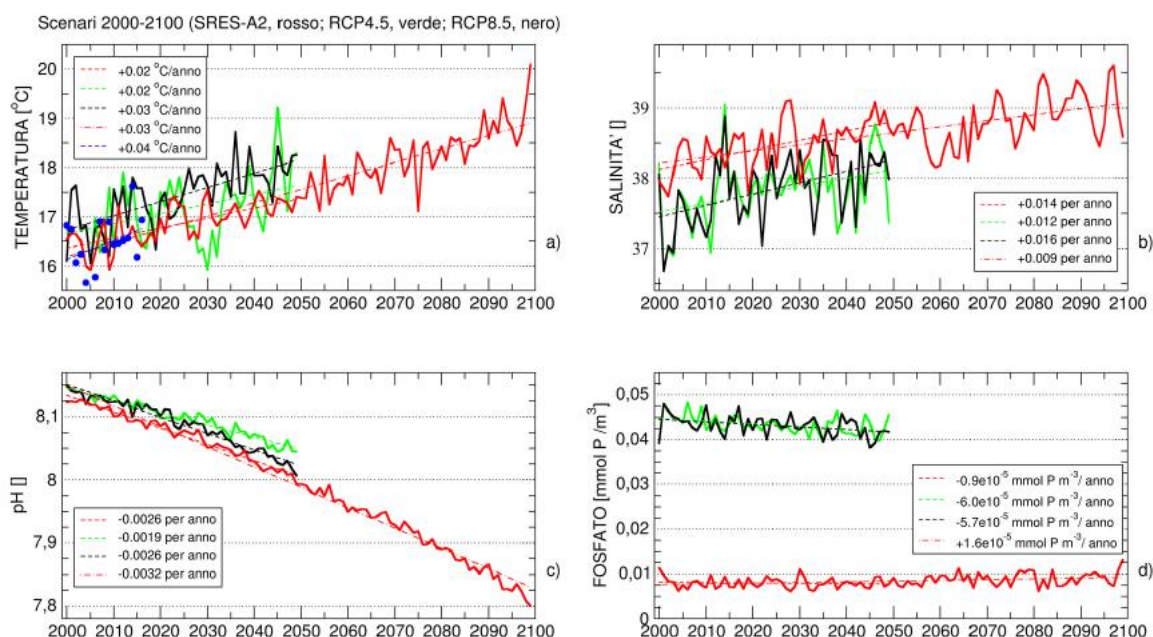 Scenari 2000-2100 (SRES-A2, rosso; RCP4.5, verde; RCP8.5, nero)
TEMPERATURA [°C]
20
19
18
17
16
+0.02 °C/anno
+0.02 °C/anno
+0.03 °C/anno
+0.03 °C/anno
+0.04 °C/anno
a)
2000 2010 2020 2030 2040 2050 2060 2070 2080 2090 2100
SALINITA' []
39
38
37
+0.014 per anno
+0.012 per anno
+0.016 per anno
+0.009 per anno
b)
2000 2010 2020 2030 2040 2050 2060 2070 2080 2090 2100
pH []
8,1
8
7,9
7,8
-0.0026 per anno
-0.0019 per anno
-0.0026 per anno
-0.0032 per anno
c)
2000 2010 2020 2030 2040 2050 2060 2070 2080 2090 2100
FOSFATO [mmol P /m³]
0,05
0,04
0,03
0,02
0,01
0
-0.9e10⁻⁵ mmol P m⁻³/ anno
-6.0e10⁻⁵ mmol P m⁻³/ anno
-5.7e10⁻⁵ mmol P m⁻³/ anno
+1.6e10⁻⁵ mmol P m⁻³/ anno
d)
2000 2010 2020 2030 2040 2050 2060 2070 2080 2090 2100